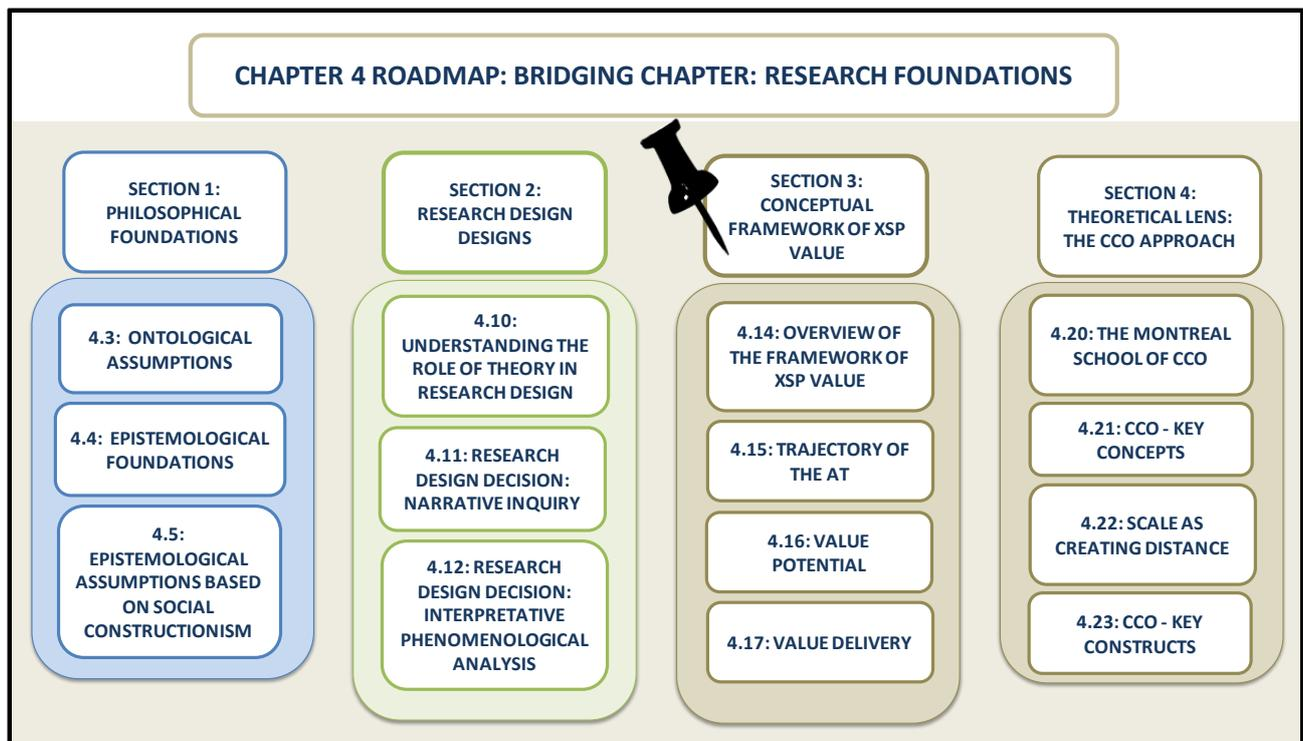 CHAPTER 4 ROADMAP: BRIDGING CHAPTER: RESEARCH FOUNDATIONS
SECTION 1:
PHILOSOPHICAL
FOUNDATIONS
4.3: ONTOLOGICAL
ASSUMPTIONS
4.4: EPISTEMOLOGICAL
FOUNDATIONS
4.5:
EPISTEMOLOGICAL
ASSUMPTIONS BASED
ON SOCIAL
CONSTRUCTIONISM
SECTION 2:
RESEARCH DESIGN
DESIGNS
4.10:
UNDERSTANDING THE
ROLE OF THEORY IN
RESEARCH DESIGN
4.11: RESEARCH
DESIGN DECISION:
NARRATIVE INQUIRY
4.12: RESEARCH
DESIGN DECISION:
INTERPRETATIVE
PHENOMENOLOGICAL
ANALYSIS
SECTION 3:
CONCEPTUAL
FRAMEWORK OF XSP
VALUE
4.14: OVERVIEW OF
THE FRAMEWORK OF
XSP VALUE
4.15: TRAJECTORY OF
THE AT
4.16: VALUE
POTENTIAL
4.17: VALUE DELIVERY
SECTION 4:
THEORETICAL LENS:
THE CCO APPROACH
4.20: THE MONTREAL
SCHOOL OF CCO
4.21: CCO - KEY
CONCEPTS
4.22: SCALE AS
CREATING DISTANCE
4.23: CCO - KEY
CONSTRUCTS